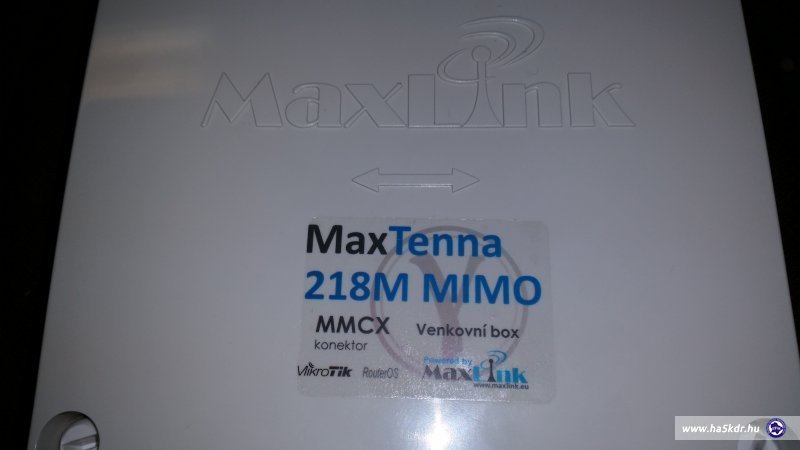 MaxLink
MaxTenna
218M MIMO
MMCX Venkovní box
konektor
Powered by
MikroTik RouterOS MaxLink
www.maxlink.eu
www.ha5kdr.hu